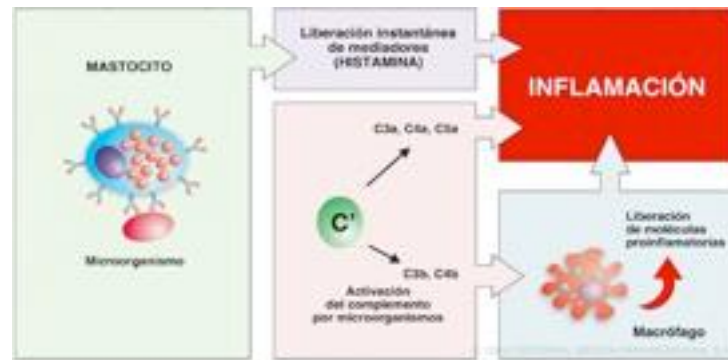 MASTOCITO
Microorganismo
Liberación instantánea
de mediadores
(HISTAMINA)
C3a, C4a, C5a
C'
C3b, C4b
Activación
del complemento
por microorganismos
INFLAMACIÓN
Liberación
de moléculas
proinflamatorias
Macrófago